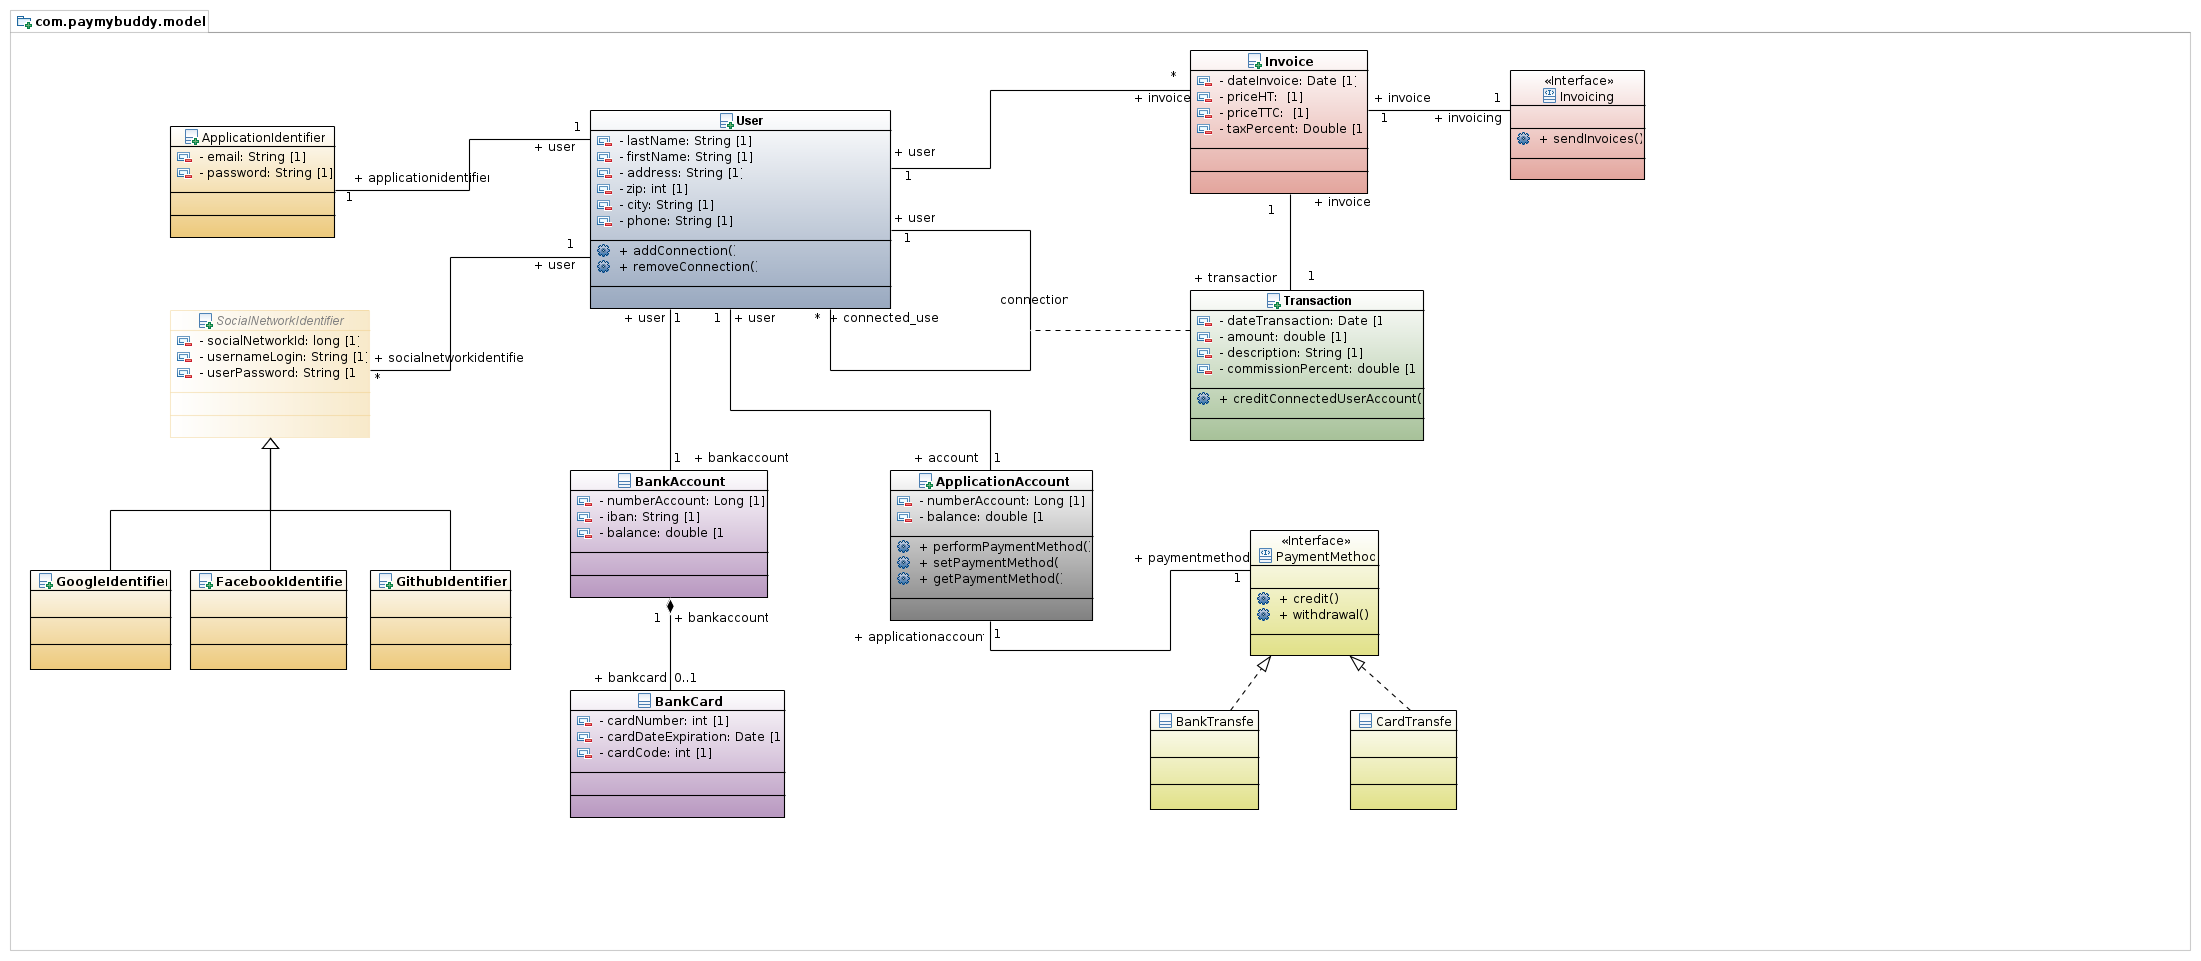 com.paymybuddy.model
ApplicationIdentifier
- email: String [1]
- password: String [1]
+ applicationidentifier
1
1
+ user
User
- lastName: String [1]
- firstName: String [1]
- address: String [1]
- zip: int [1]
- city: String [1]
- phone: String [1]
+ addConnection()
+ removeConnection()
*
+ invoice
+ user
1
Invoice
- dateInvoice: Date [1]
- priceHT: [1]
- priceTTC: [1]
- taxPercent: Double [1
+ invoice
1
1
+ invoicing
«Interface»
Invoicing
+ sendInvoices()
1
+ invoice
+ transaction
1
1
+ user
SocialNetworkIdentifier
- socialNetworkId: long [1]
- usernameLogin: String [1]
- userPassword: String [1
+ socialnetworkidentifie
*
+ user
1
connection
* + connected_use
Transaction
- dateTransaction: Date [1
- amount: double [1]
- description: String [1]
- commissionPercent: double [1
+ creditConnectedUserAccount(
+ user 1
1 + user
1 + bankaccount
+ account 1
GoogleIdentifier
FacebookIdentifie
GithubIdentifier
BankAccount
- numberAccount: Long [1]
- iban: String [1]
- balance: double [1
1 + bankaccount
+ bankcard 0..1
BankCard
- cardNumber: int [1]
- cardDateExpiration: Date [1
- cardCode: int [1]
ApplicationAccount
- numberAccount: Long [1]
- balance: double [1
+ performPaymentMethod()
+ setPaymentMethod(
+ getPaymentMethod()
+ applicationaccount 1
+ paymentmethod
1
«Interface»
PaymentMethod
+ credit()
+ withdrawal()
BankTransfe
CardTransfe